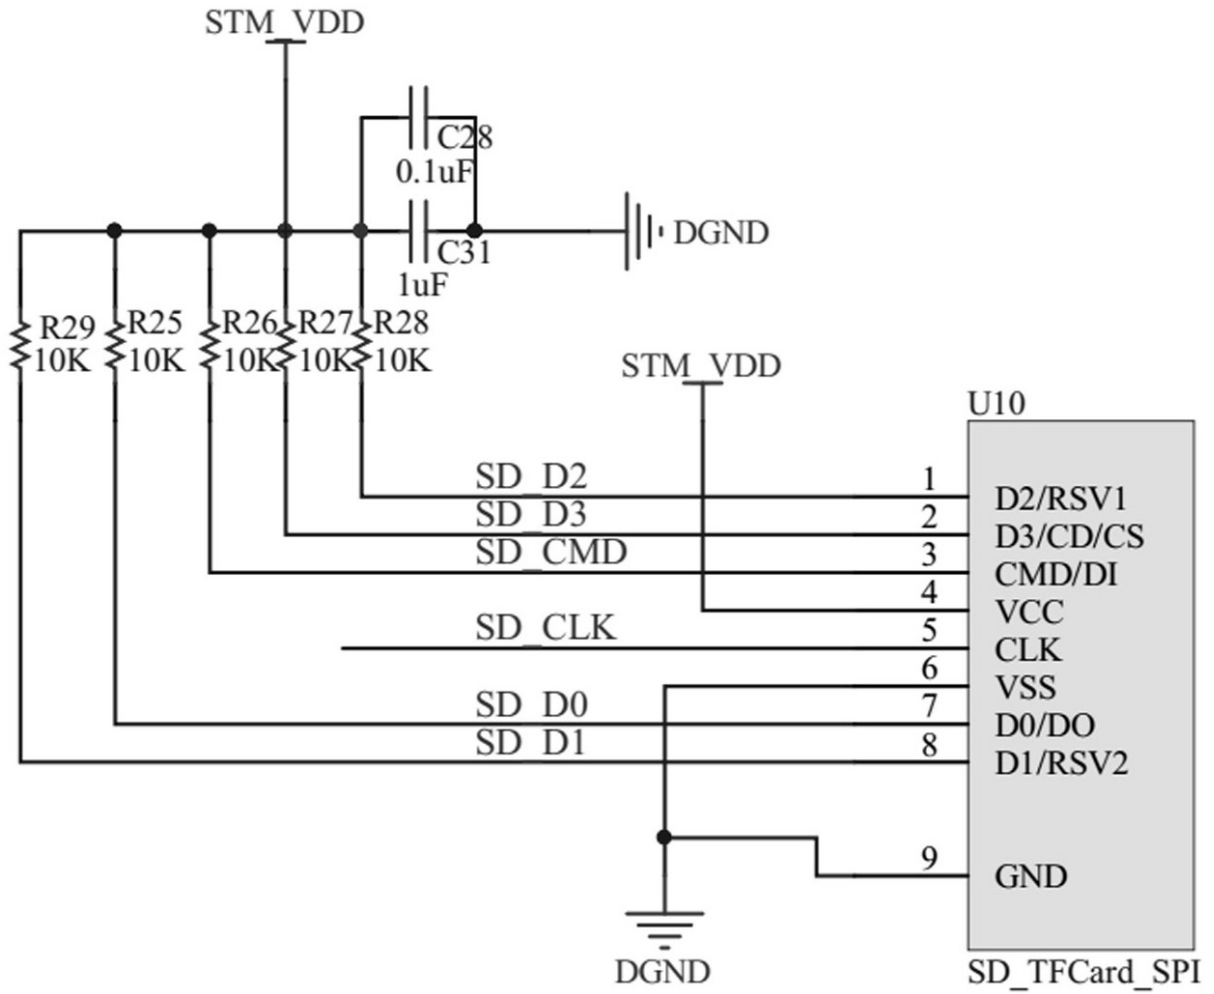 STM_VDD
C28
0.1uF
C31
1uF
DGND
R29
10K
R25
10K
R26
10K
R27
10K
R28
10K
STM_VDD
U10
SD_D2
1
D2/RSV1
SD_D3
2
D3/CD/CS
SD_CMD
3
CMD/DI
4
VCC
SD_CLK
5
CLK
6
VSS
SD_D0
7
D0/DO
SD_D1
8
D1/RSV2
9
GND
DGND
SD_TFCard_SPI